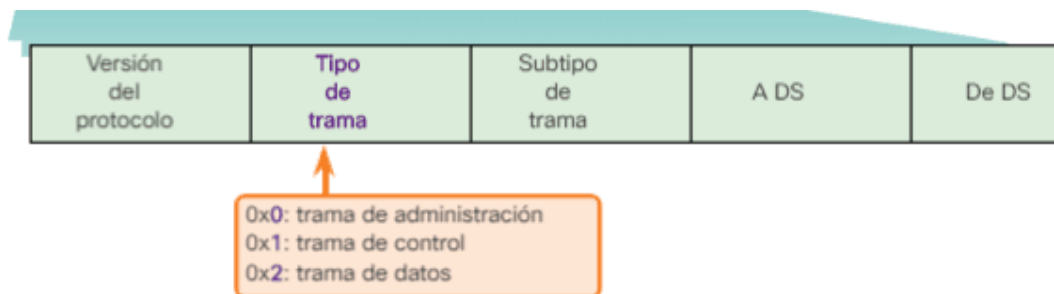 Versión
del
protocolo
Tipo
de
trama
Subtipo
de
trama
A DS
De DS
0x0: trama de administración
0x1: trama de control
0x2: trama de datos